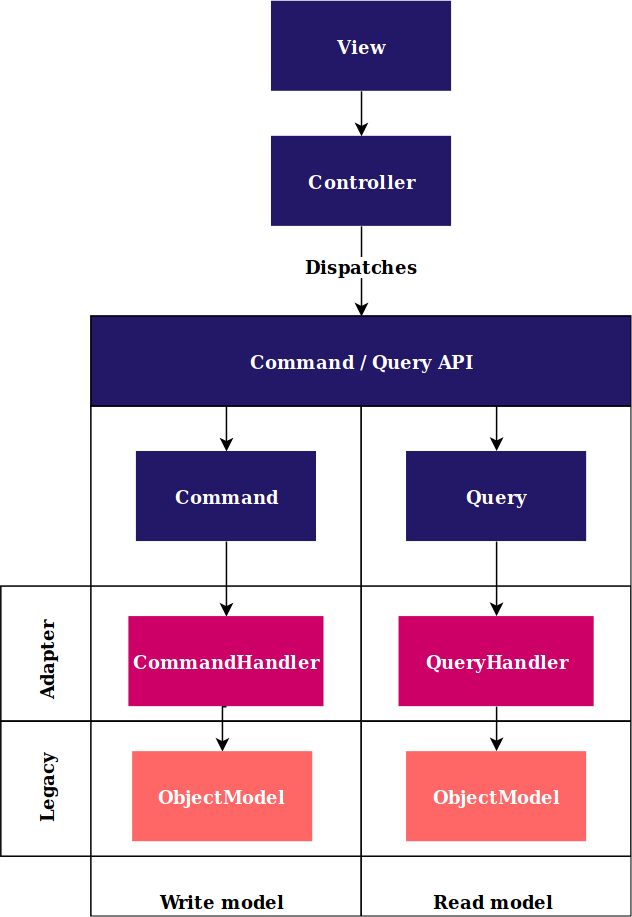 View
Controller
Dispatches
Command / Query API
Command
Query
Adapter
CommandHandler
QueryHandler
Legacy
ObjectModel
ObjectModel
Write model
Read model